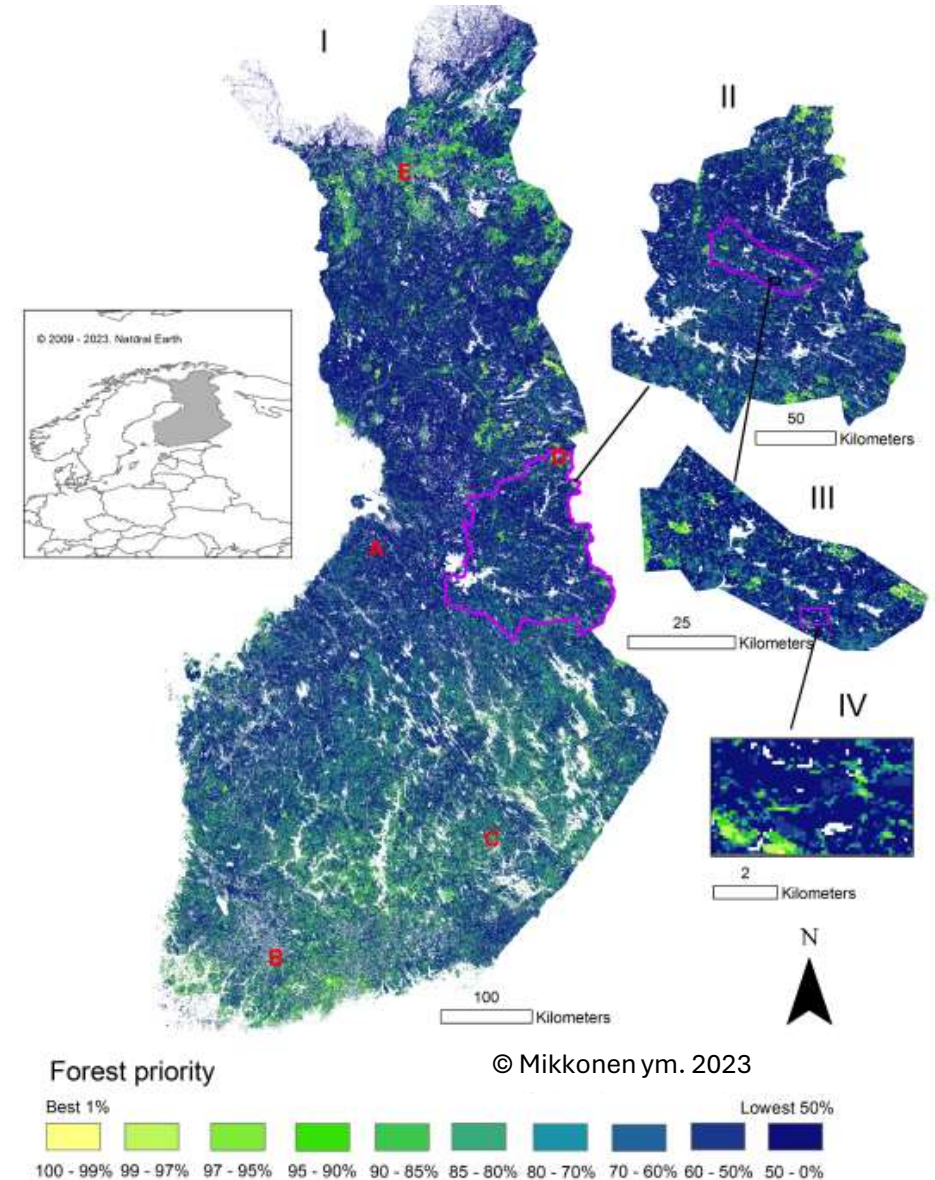 I
II
E
© 2009 - 2023. Natdral Earth
50
Kilometers
D
III
A
25
Kilometers
IV
C
2
Kilometers
N
B
100
Kilometers
© Mikkonen ym. 2023
Forest priority
Best 1%
Lowest 50%
100 - 99% 99 - 97% 97 - 95% 95 - 90% 90 - 85% 85 - 80% 80 - 70% 70 - 60% 60 - 50% 50 - 0%